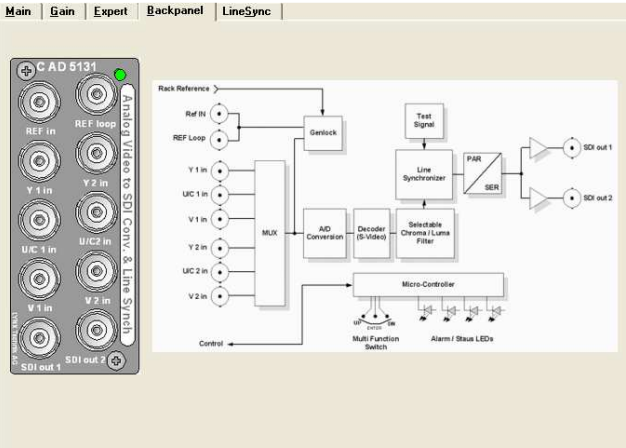 Main Gain Expert Backpanel LineSync
C AD 5131
REF in
REF loop
Y 1 in
Y 2 in
U/C 1 in
U/C2 in
V 1 in
V 2 in
SDI out 1
SDI out 2
Analog Video to SDI Conv. & Line Synch
Rack Reference
Ref IN
REF Loop
Genlock
Test
Signal
Y 1 in
U/C 1 in
V 1 in
Y 2 in
U/C 2 in
V 2 in
MUX
A/D
Conversion
Decoder
(S-Video)
Selectable
Chroma / Luma
Filter
Line
Synchronizer
PAR
SER
SDI out 1
SDI out 2
Micro-Controller
UP
ENTER
DN
Control
Multi Function
Switch
Alarm / Staus LEDs